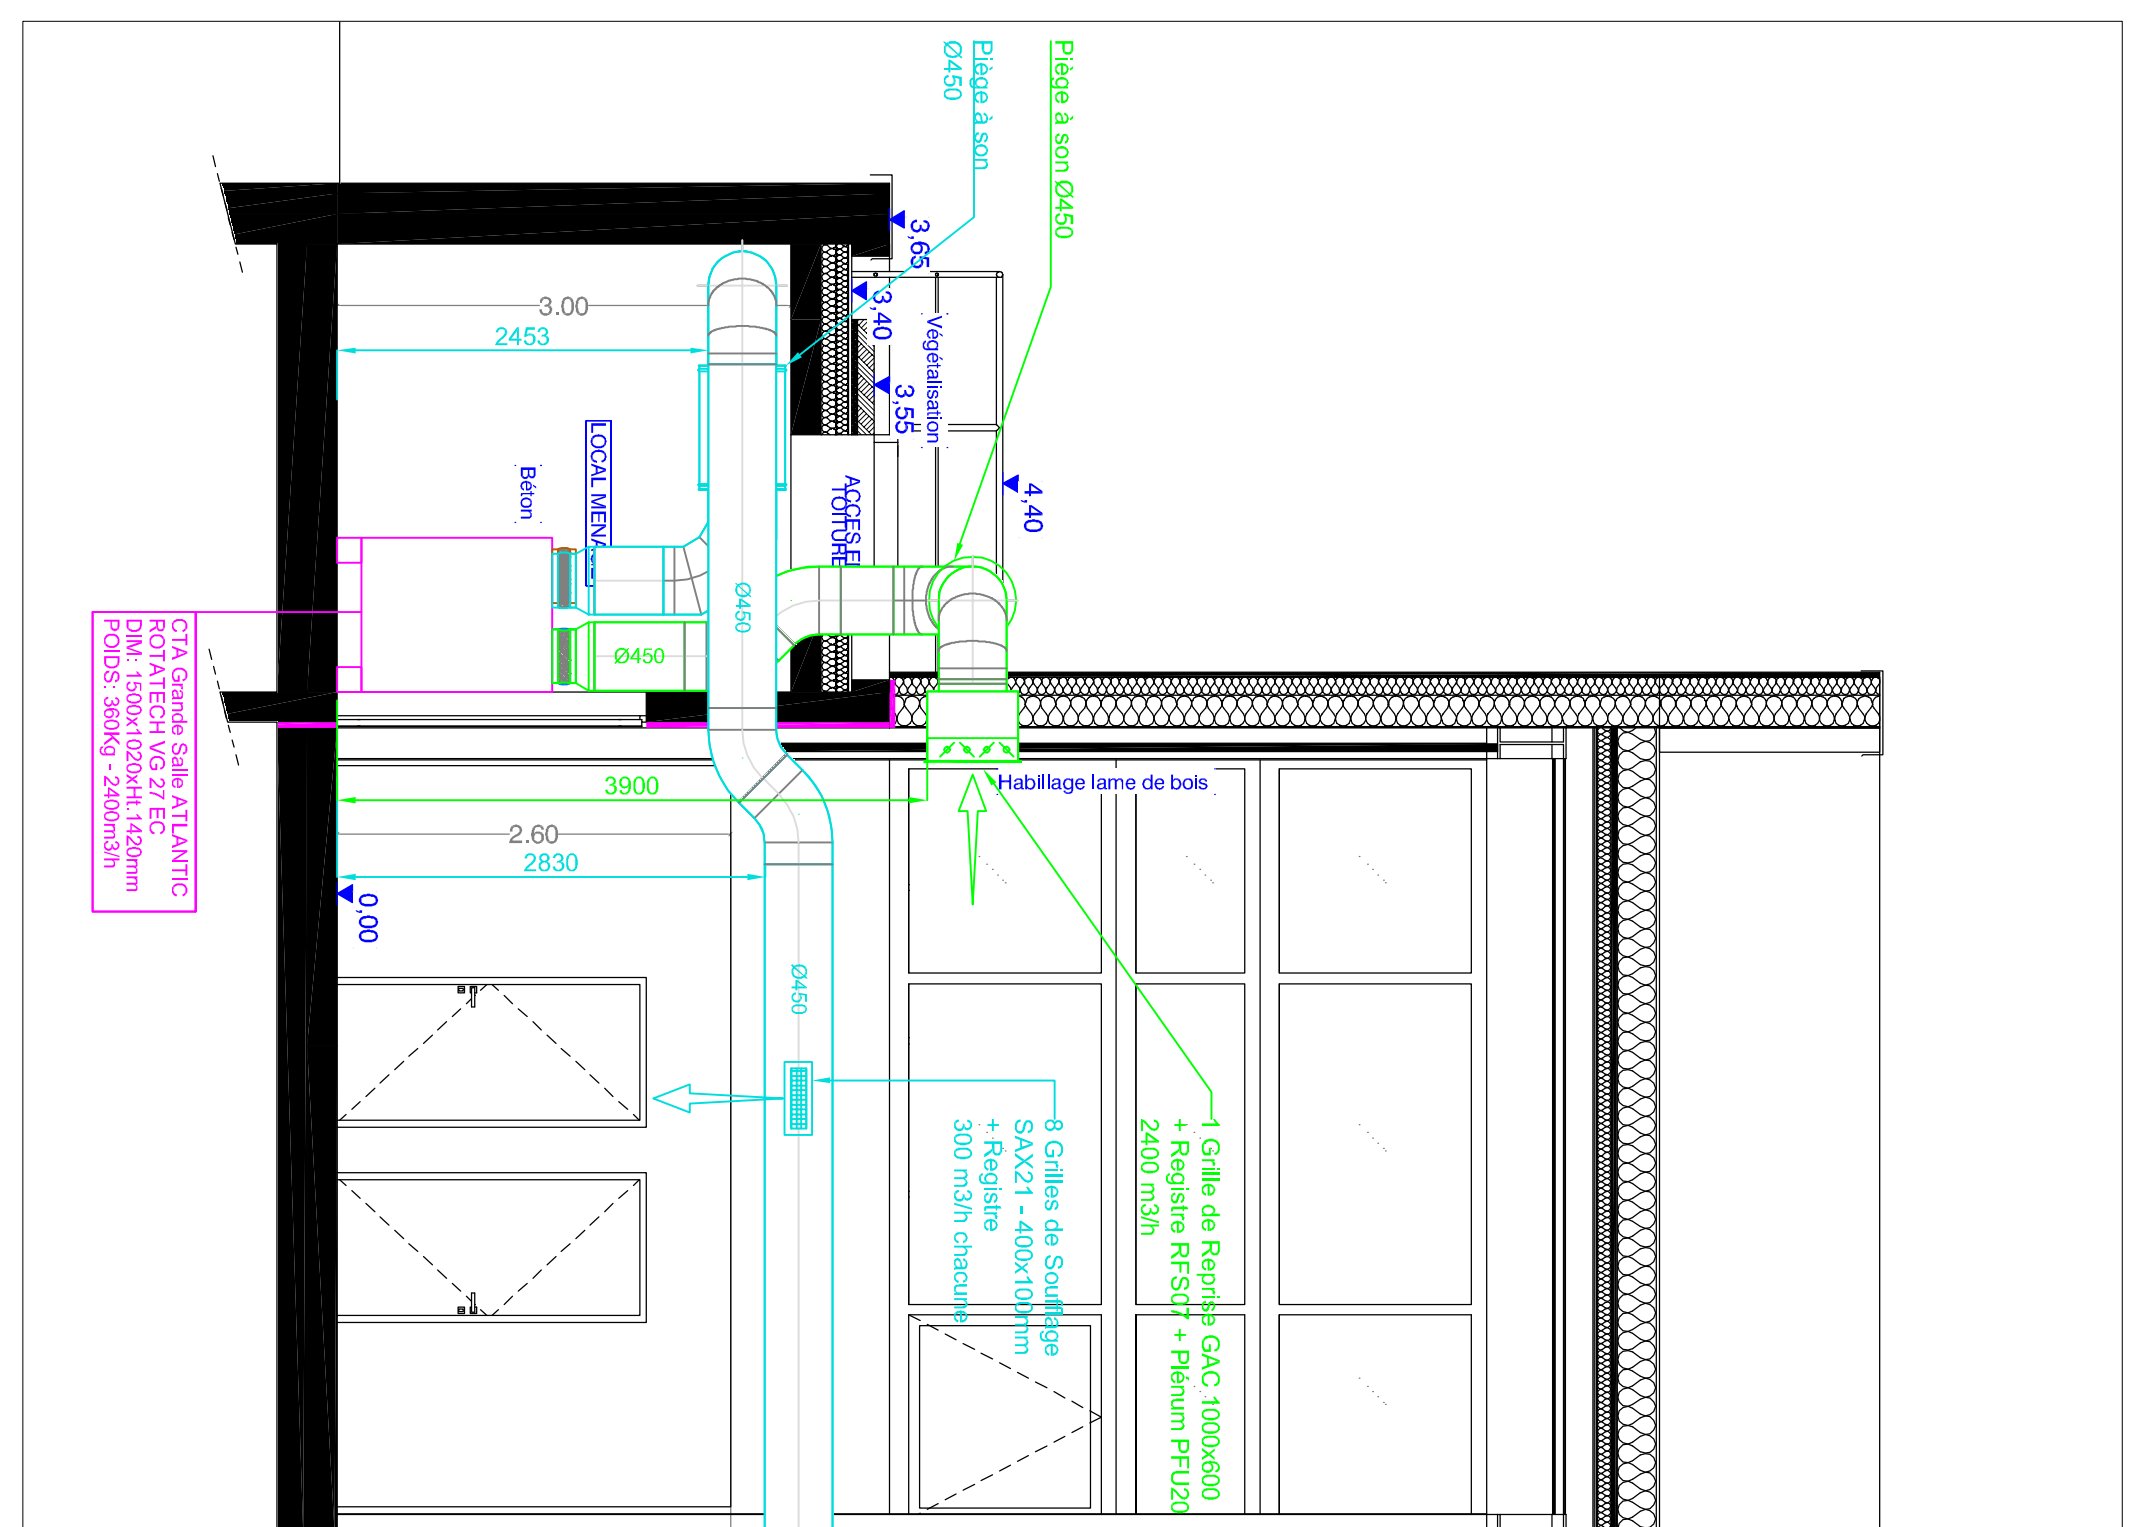 Piège à son
Ø450
Piège à son Ø450
3,65
3,40
3,55
4,40
Végétalisation
3.00
2453
LOCAL MENA
Béton
ACCES EI
TOITURE
Ø450
Ø450
CTA Grande Salle ATLANTIC
ROTATECH VG 27 EC
DIM: 1500x1020xHt.1420mm
POIDS: 360Kg - 2400m3/h
3900
Habillage lame de bois
2.60
2830
0,00
Ø450
8 Grilles de Soufflage
SAX21 - 400x100mm
+ Registre
300 m3/h chacune
1 Grille de Reprise GAC 1000x600
+ Registre RFS07 + Plénum PFU20
2400 m3/h